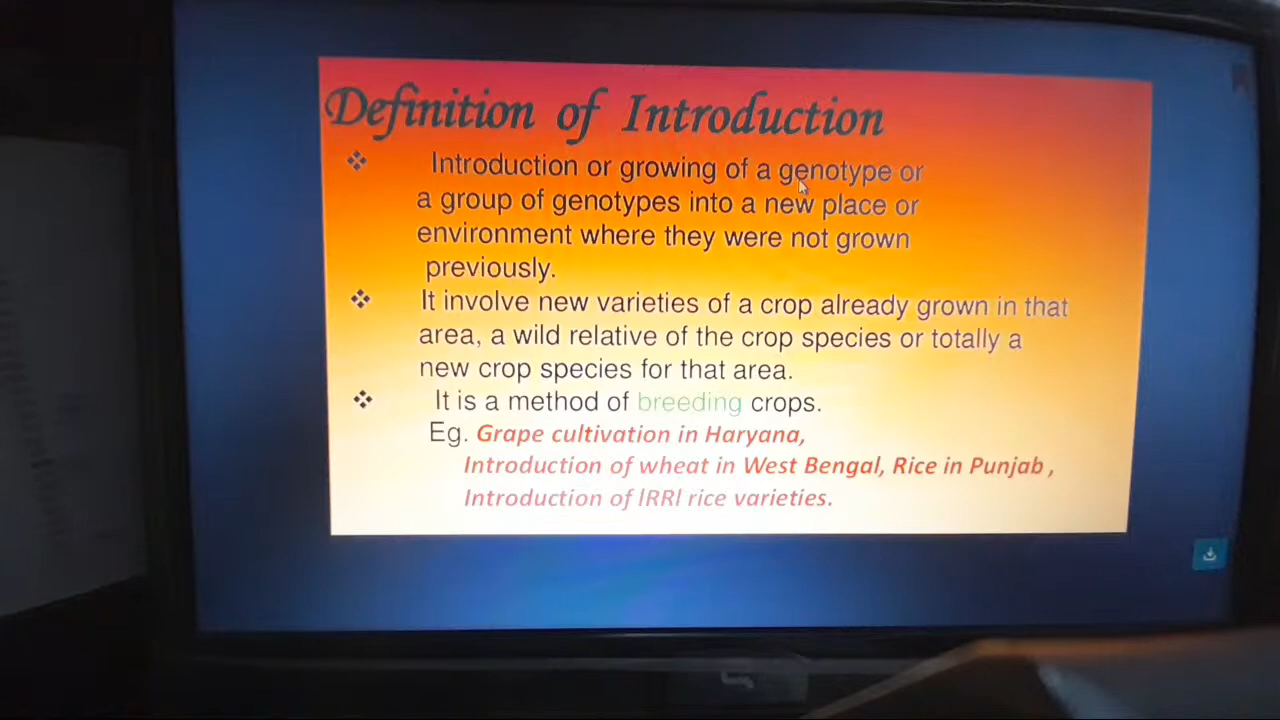 Definition of Introduction
Introduction or growing of a genotype or
a group of genotypes into a new place or
environment where they were not grown
previously.
It involve new varieties of a crop already grown in that
area, a wild relative of the crop species or totally a
new crop species for that area.
It is a method of breeding crops.
Eg. Grape cultivation in Haryana,
Introduction of wheat in West Bengal, Rice in Punjab ,
Introduction of lRRl rice varieties.